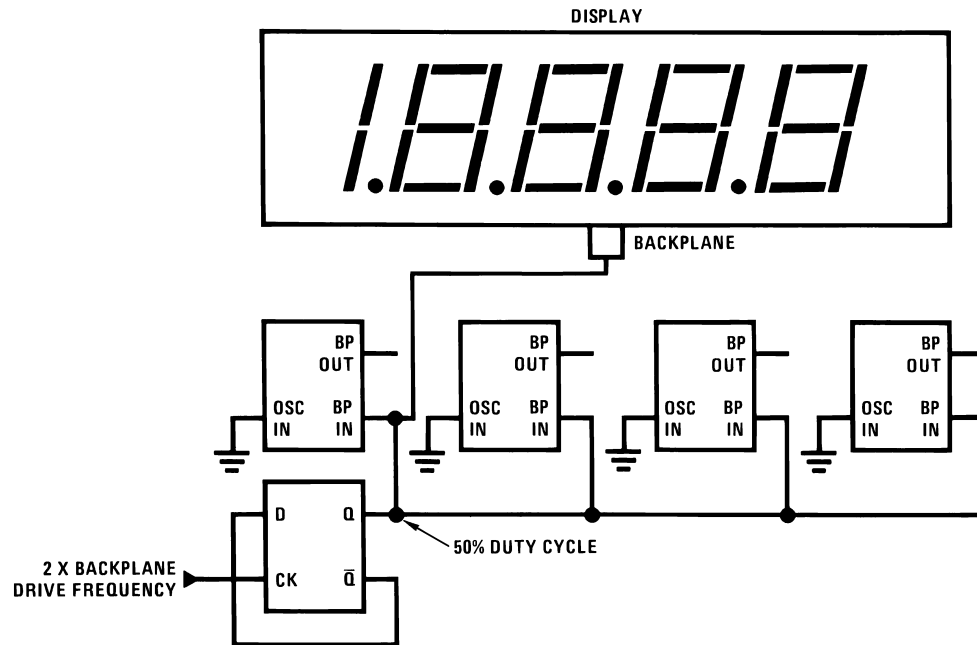 DISPLAY
1.8.8.8.8
BACKPLANE
BP
OUT
OSC
IN
BP
IN
BP
OUT
OSC
IN
BP
IN
BP
OUT
OSC
IN
BP
IN
BP
OUT
OSC
IN
BP
IN
D
Q
50% DUTY CYCLE
2 X BACKPLANE
DRIVE FREQUENCY
CK
Q̅